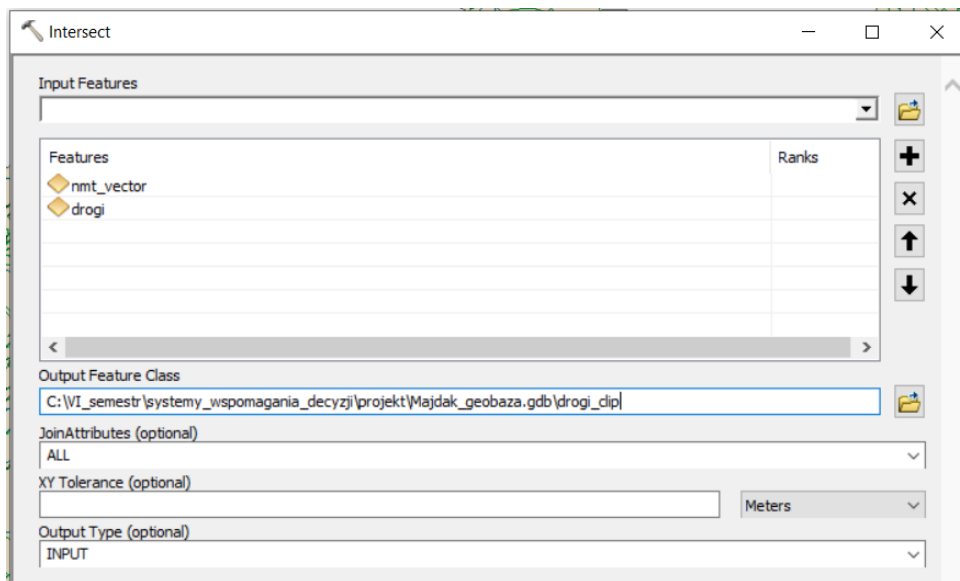 Intersect
Input Features
Features Ranks
nmt_vector
drogi
Output Feature Class
C:\VI_semestr\systemy_wspomagania_decyzji\projekt\Majdak_geobaza.gdb\drogi_clip
JoinAttributes (optional)
ALL
XY Tolerance (optional)
Meters
Output Type (optional)
INPUT